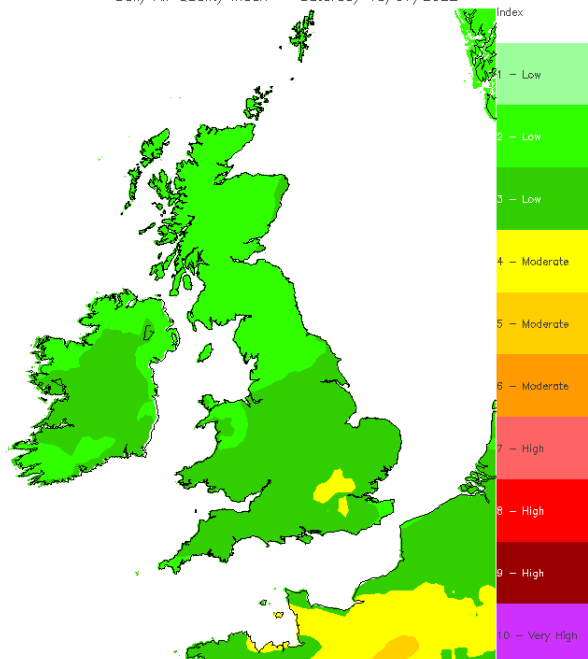 Index
1 - Low
2 - Low
3 - Low
4 - Moderate
5 - Moderate
6 - Moderate
7 - High
8 - High
9 - High
10 - Very High